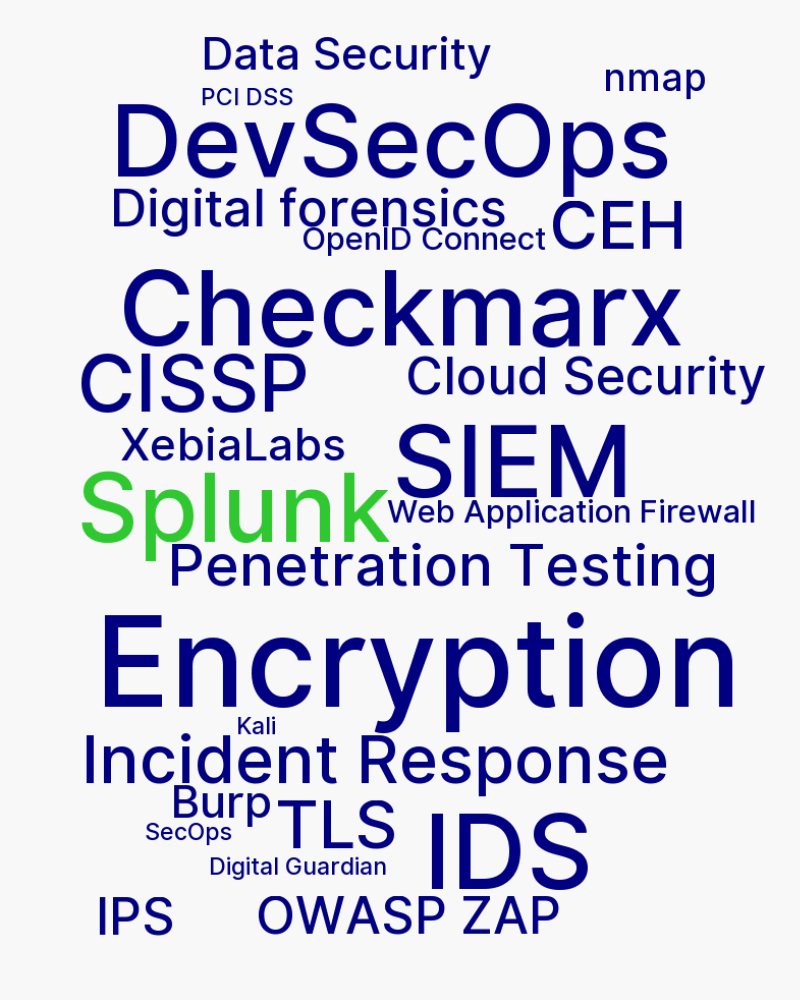 Data Security
nmap
PCI DSS
DevSecOps
Digital forensics
CEH
OpenID Connect
Checkmarx
CISSP
Cloud Security
XebiaLabs
SIEM
Splunk
Web Application Firewall
Penetration Testing
Encryption
Kali
Incident Response
Burp
TLS
SecOps
IDS
Digital Guardian
IPS
OWASP ZAP